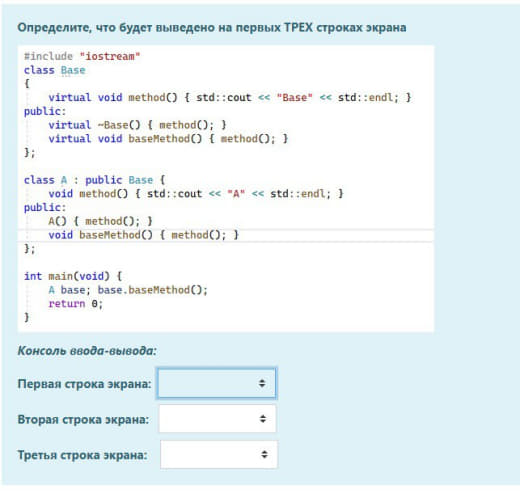 Определите, что будет выведено на первых ТРЕХ строках экрана
#include "iostream"
class Base
{
virtual void method() { std::cout << "Base" << std::endl; }
public:
virtual ~Base() { method(); }
virtual void baseMethod() { method(); }
};
class A : public Base {
void method() { std::cout << "A" << std::endl; }
public:
A() { method(); }
void baseMethod() { method(); }
};
int main(void) {
A base; base.baseMethod();
return 0;
}
Консоль ввода-вывода:
Первая строка экрана:
Вторая строка экрана:
Третья строка экрана: